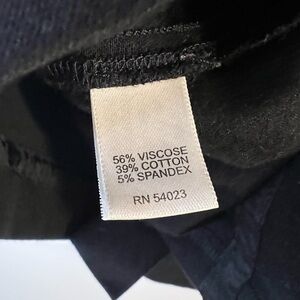 56% VISCOSE
39% COTTON
5% SPANDEX
RN 54023